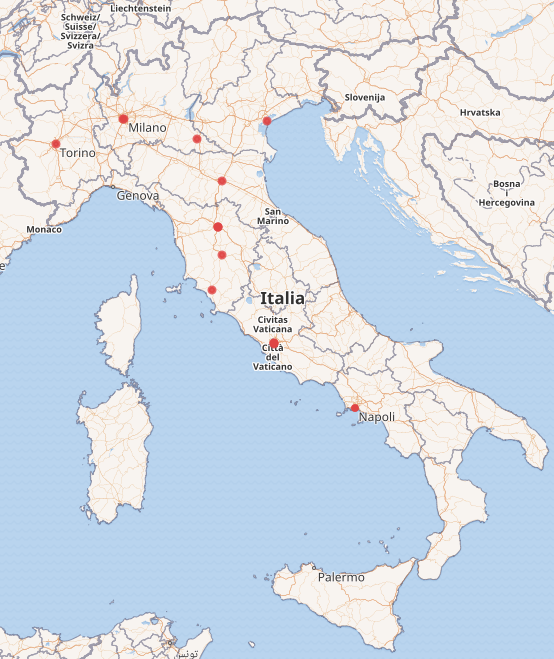 Liechtenstein
Schweiz/
Suisse/
Svizzera/
Svizra
Slovenija
Hrvatska
Milano
Torino
Bosna
i
Hercegovina
Genova
San
Marino
Monaco
e
Italia
Civitas
Vaticana
Città
del
Vaticano
Napoli
Palermo
تونس